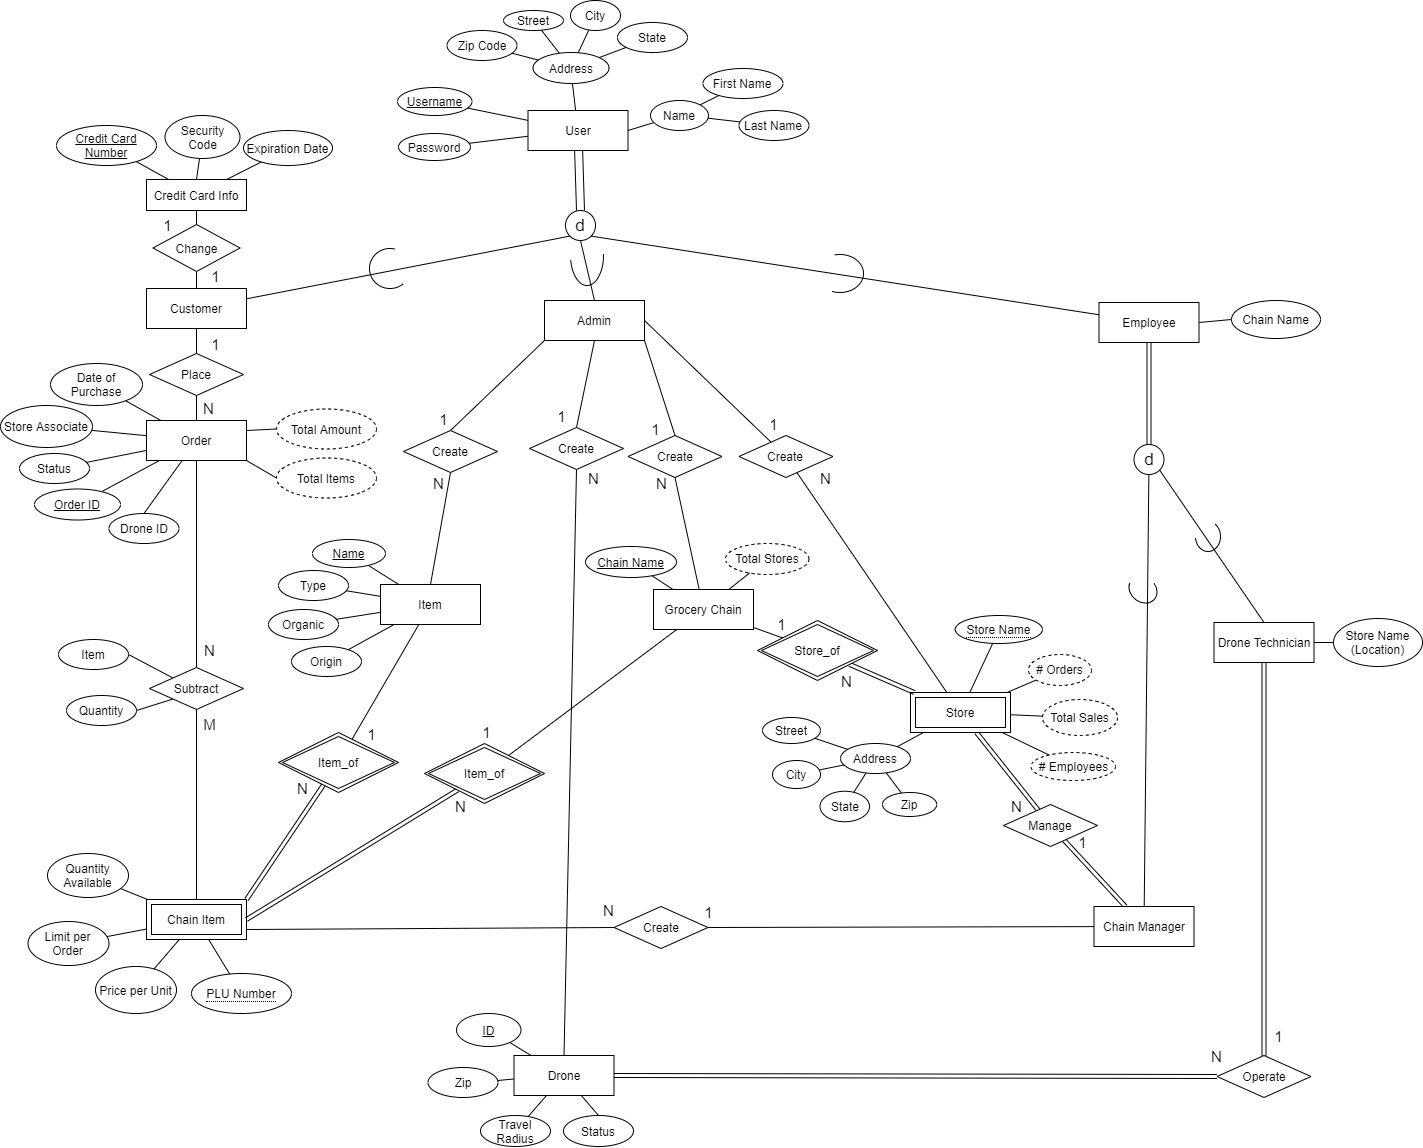 Street
City
Zip Code
State
Address
First Name
Username
Name
Last Name
User
Password
Credit Card
Number
Security
Code
Expiration Date
Credit Card Info
1
Change
1
d
Customer
Admin
Employee
Chain Name
1
Place
N
Date of
Purchase
Store Associate
Order
Total Amount
Status
Total Items
Order ID
Drone ID
1
Create
N
1
Create
N
1
Create
N
1
Create
N
d
Name
Type
Item
Organic
Origin
Chain Name
Total Stores
Grocery Chain
1
Store_of
N
Store Name
# Orders
Store
Total Sales
# Employees
Street
Address
City
State
Zip
Drone Technician
Store Name
(Location)
N
Item
Subtract
Quantity
M
1
Item_of
N
1
Item_of
N
N
Manage
1
Quantity
Available
Chain Item
Limit per
Order
Price per Unit
PLU Number
N
Create
1
Chain Manager
ID
Drone
Zip
Travel
Radius
Status
1
N
Operate